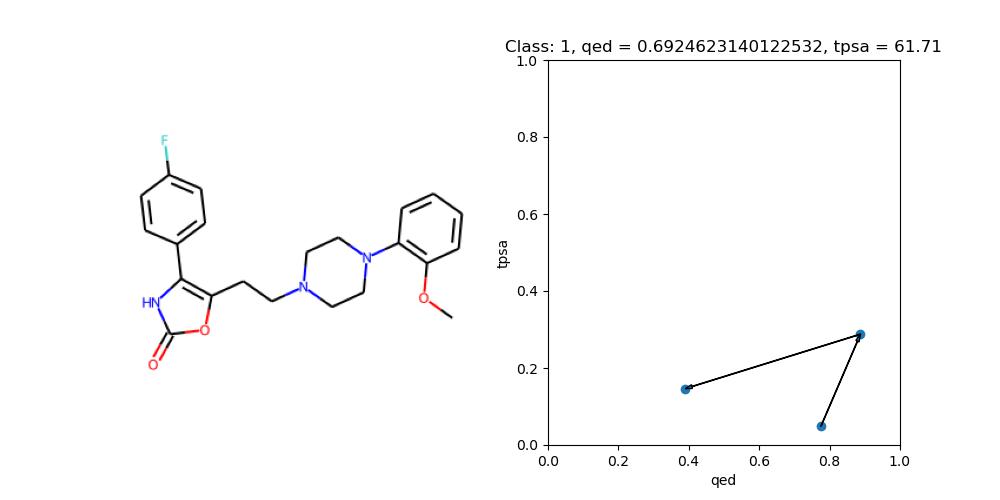 Class: 1, qed = 0.6924623140122532, tpsa = 61.71
F
HN
O
O
N
N
O
tpsa
1.0
0.8
0.6
0.4
0.2
0.0
0.0 0.2 0.4 0.6 0.8 1.0
qed